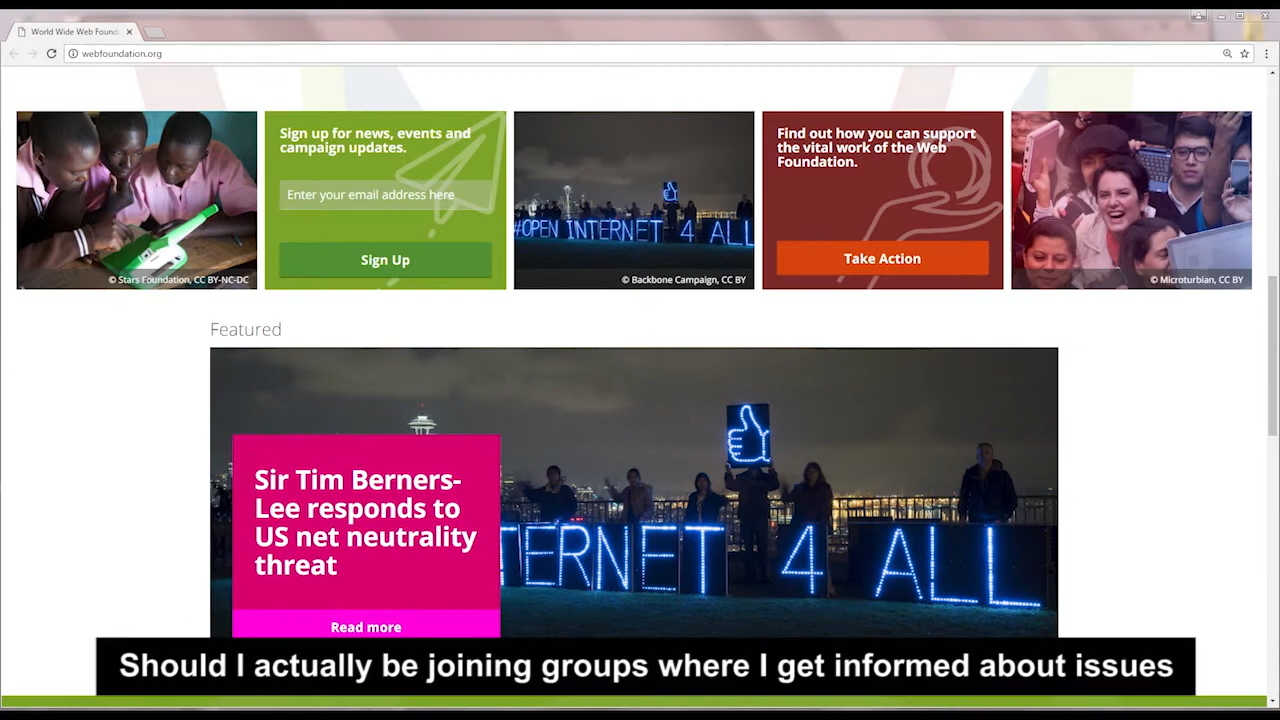 World Wide Web Found
webfoundation.org
Sign up for news, events and
campaign updates.
Enter your email address here
Sign Up
© Stars Foundation, CC BY-NC-DC
#OPEN INTERNET 4 ALL
© Backbone Campaign, CC BY
Find out how you can support
the vital work of the Web
Foundation.
Take Action
© Microturbian, CC BY
Featured
Sir Tim Berners-
Lee responds to
US net neutrality
threat
TERNET 4 ALL
Read more
Should I actually be joining groups where I get informed about issues